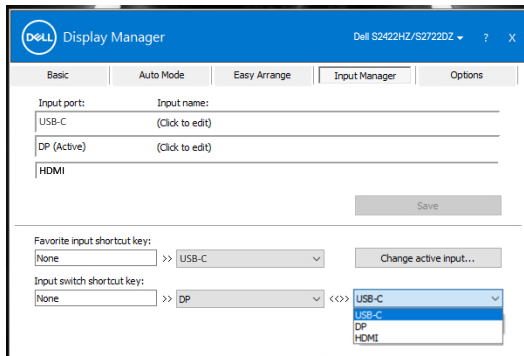 DELL Display Manager Dell S2422HZ/S2722DZ ? X
Basic Auto Mode Easy Arrange Input Manager Options
Input port: Input name:
USB-C (Click to edit)
DP (Active) (Click to edit)
HDMI
Save
Favorite input shortcut key:
None >> USB-C Change active input...
Input switch shortcut key:
None >> DP <<>> USB-C
USB-C
DP
HDMI